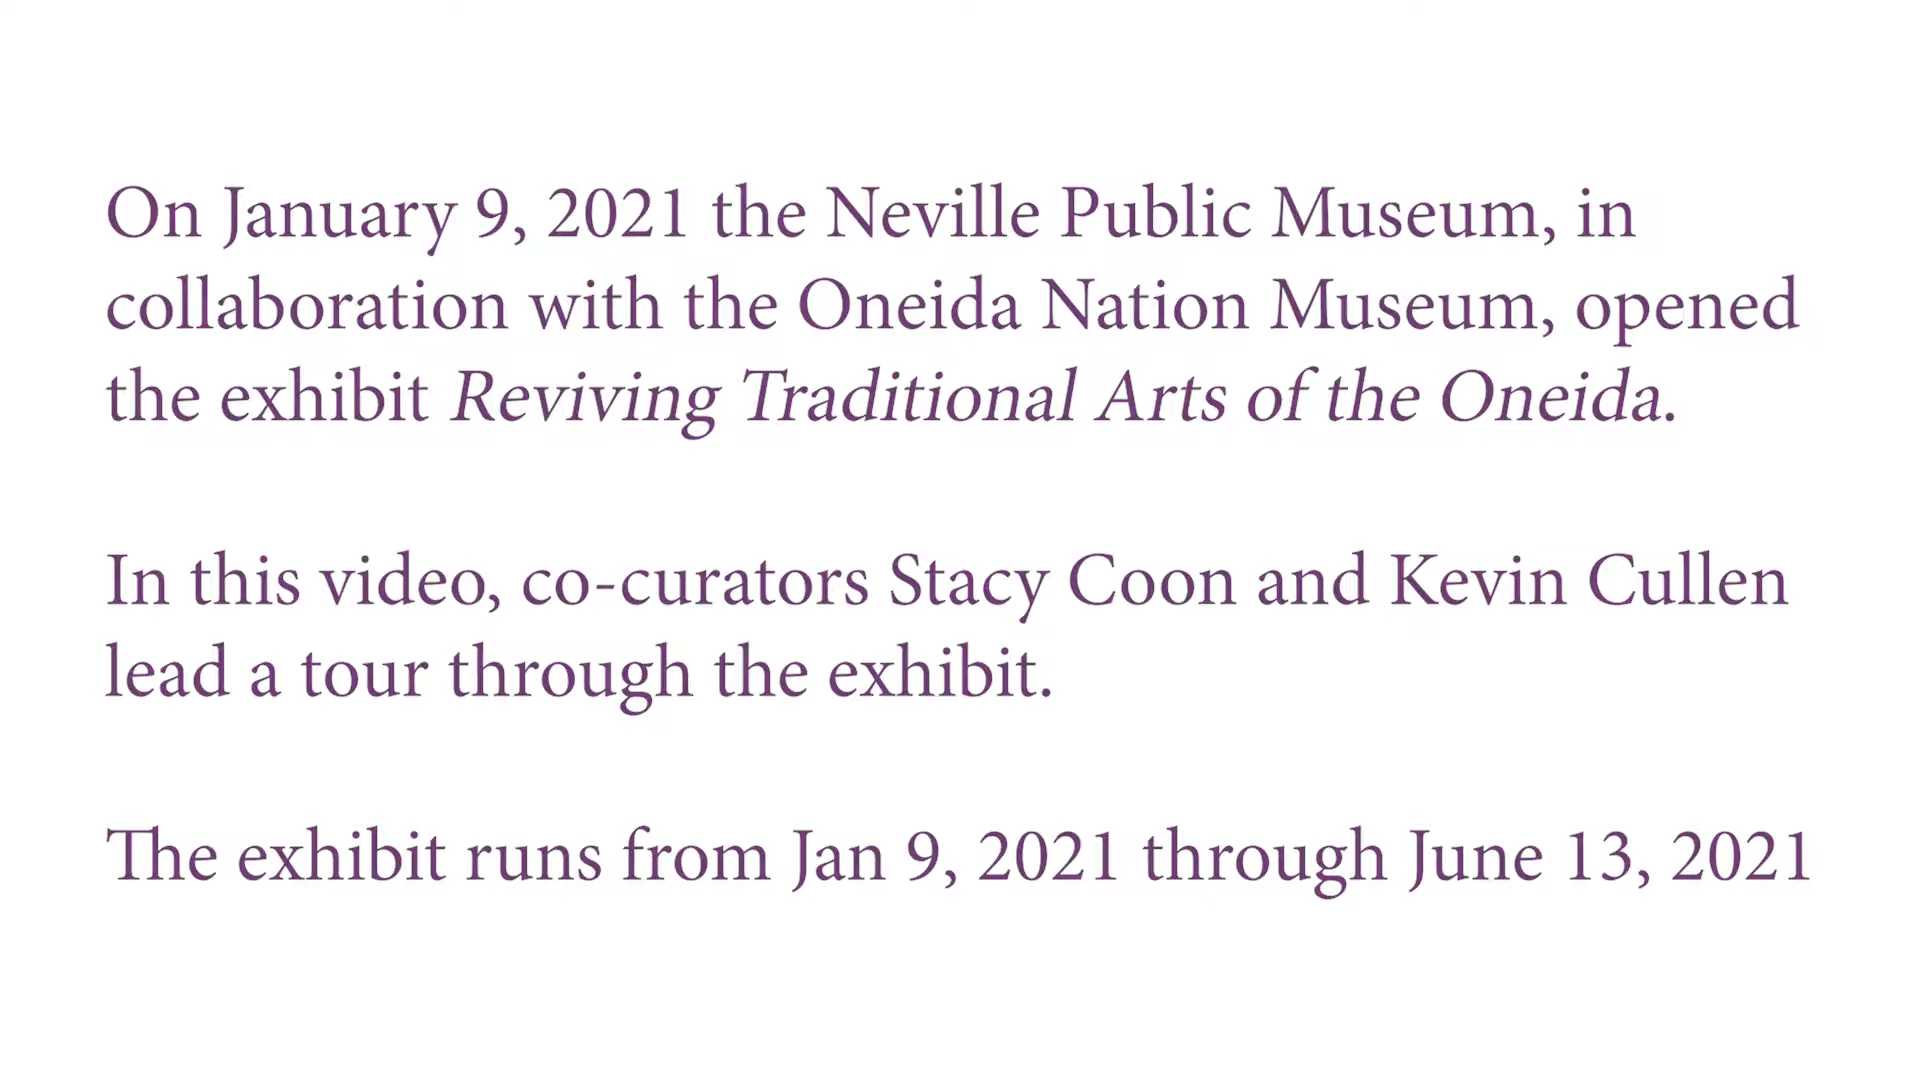 On January 9, 2021 the Neville Public Museum, in
collaboration with the Oneida Nation Museum, opened
the exhibit Reviving Traditional Arts of the Oneida.
In this video, co-curators Stacy Coon and Kevin Cullen
lead a tour through the exhibit.
The exhibit runs from Jan 9, 2021 through June 13, 2021